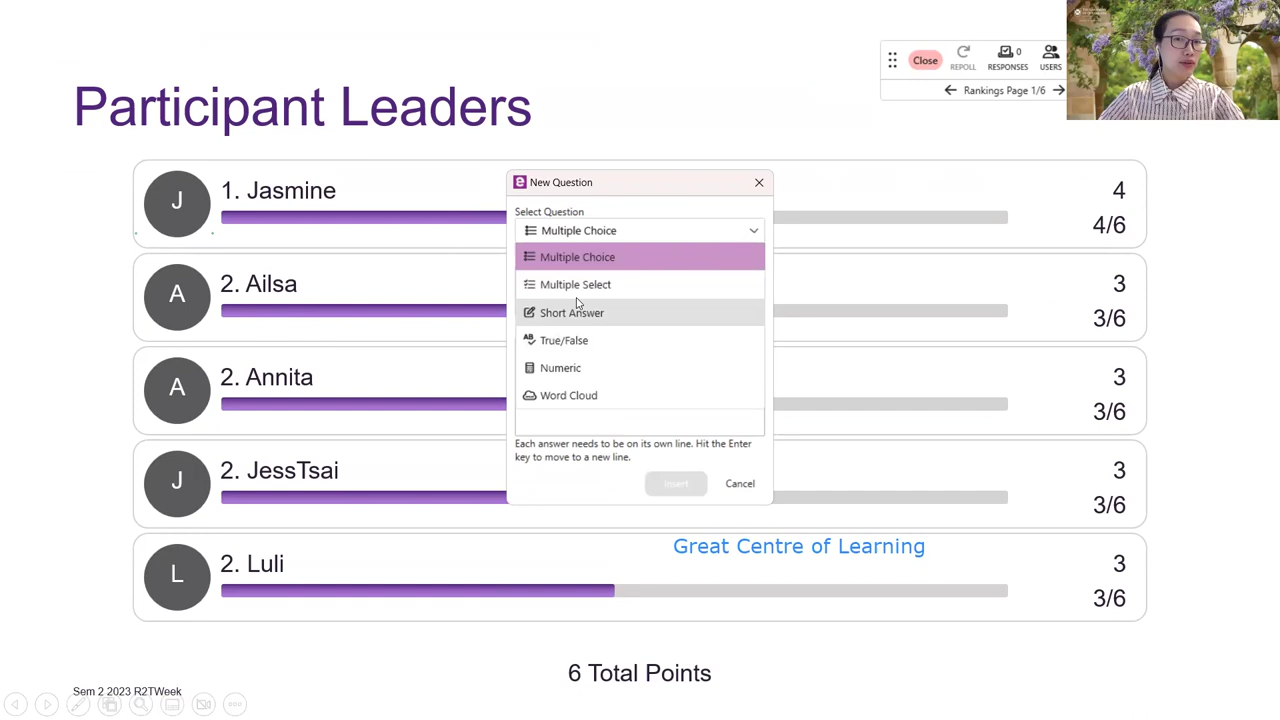 Participant Leaders
Close
REPOLL
0
RESPONSES
USERS
Rankings Page 1/6
J
1. Jasmine
4
4/6
A
2. Ailsa
3
3/6
A
2. Annita
3
3/6
J
2. JessTsai
3
3/6
L
2. Luli
3
3/6
New Question
Select Question
Multiple Choice
Multiple Choice
Multiple Select
Short Answer
True/False
Numeric
Word Cloud
Each answer needs to be on its own line. Hit the Enter
key to move to a new line.
Insert
Cancel
Great Centre of Learning
6 Total Points
Sem 2 2023 R2TWeek